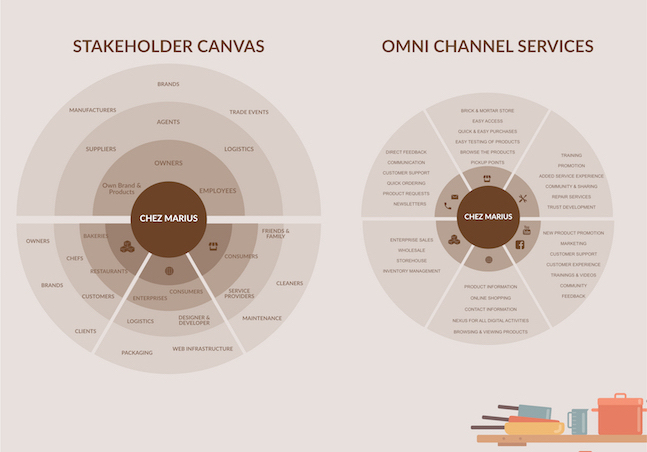 STAKEHOLDER CANVAS
BRANDS
MANUFACTURERS
TRADE EVENTS
AGENTS
SUPPLIERS
LOGISTICS
OWNERS
Own Brand &
Products
EMPLOYEES
CHEZ MARIUS
OWNERS
BAKERIES
FRIENDS &
FAMILY
CHEFS
CONSUMERS
RESTAURANTS
BRANDS
CLEANERS
CUSTOMERS
ENTERPRISES
CONSUMERS
SERVICE
PROVIDERS
CLIENTS
LOGISTICS
DESIGNER &
DEVELOPER
MAINTENANCE
PACKAGING
WEB INFRASTRUCTURE
OMNI CHANNEL SERVICES
BRICK & MORTAR STORE
EASY ACCESS
QUICK & EASY PURCHASES
EASY TESTING OF PRODUCTS
BROWSE THE PRODUCTS
PICKUP POINTS
DIRECT FEEDBACK
COMMUNICATION
CUSTOMER SUPPORT
QUICK ORDERING
PRODUCT REQUESTS
NEWSLETTERS
TRAINING
PROMOTION
ADDED SERVICE EXPERIENCE
COMMUNITY & SHARING
REPAIR SERVICES
TRUST DEVELOPMENT
CHEZ MARIUS
You
Tube
ENTERPRISE SALES
WHOLESALE
STOREHOUSE
INVENTORY MANAGEMENT
NEW PRODUCT PROMOTION
MARKETING
CUSTOMER SUPPORT
CUSTOMER EXPERIENCE
TRAININGS & VIDEOS
COMMUNITY
FEEDBACK
PRODUCT INFORMATION
ONLINE SHOPPING
CONTACT INFORMATION
NEXUS FOR ALL DIGITAL ACTIVITIES
BROWSING & VIEWING PRODUCTS